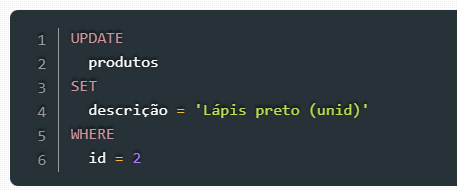 1 UPDATE
2   produtos
3 SET
4   descrição = 'Lápis preto (unid)'
5 WHERE
6   id = 2